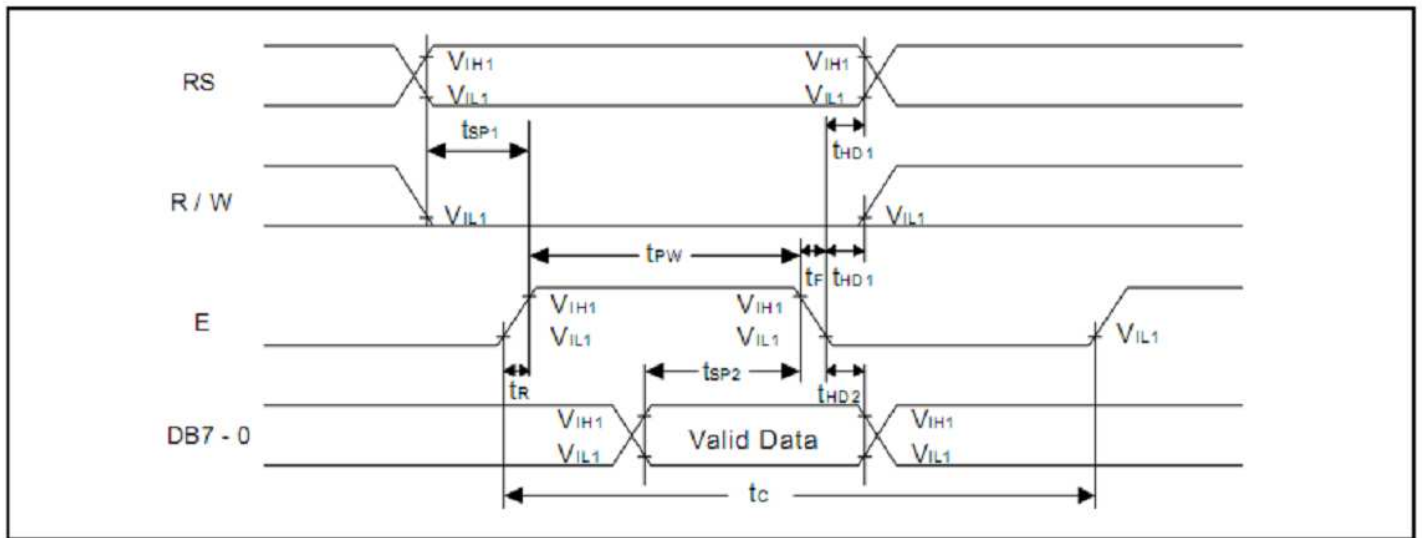 RS VIH1 VIH1
VIL1 VIL1
tSP1 tHD1
R / W VIL1 VIL1
tPW tF tHD1
E VIH1 VIH1
VIL1 VIL1 VIL1
tR tSP2 tHD2
DB7 - 0 VIH1 Valid Data VIH1
VIL1 VIL1
tC